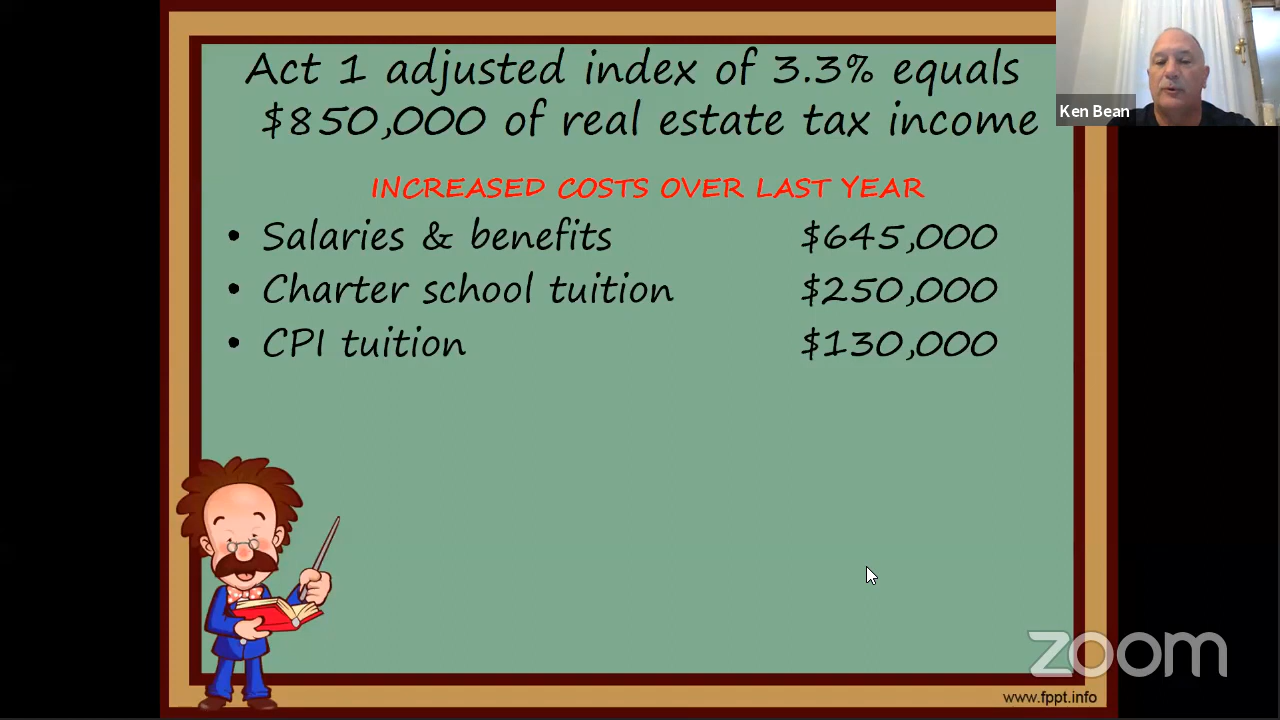 Act 1 adjusted index of 3.3% equals
$850,000 of real estate tax income
Ken Bean
INCREASED COSTS OVER LAST YEAR
• Salaries & benefits $645,000
• Charter school tuition $250,000
• CPI tuition $130,000
zoom
www.fppt.info